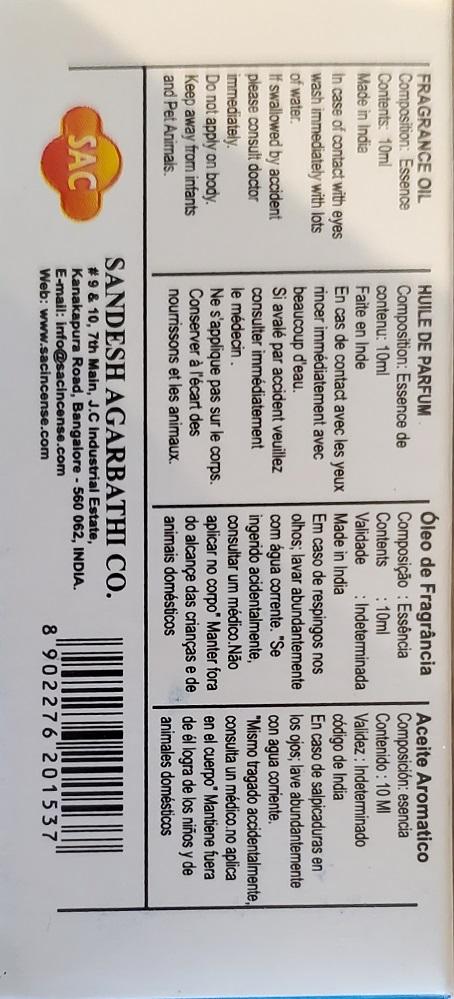 FRAGRANCE OIL
Composition: Essence
Contents: 10ml
Made in India
In case of contact with eyes
wash immediately with lots
of water.
If swallowed by accident
please consult doctor
immediately.
Do not apply on body.
Keep away from infants
and Pet Animals.
HUILE DE PARFUM
Composition: Essence de
contenu: 10ml
Faite en Inde
En cas de contact avec les yeux
rincer immédiatement avec
beaucoup d'eau.
Si avalé par accident veuillez
consulter immédiatement
le médecin .
Ne s'applique pas sur le corps.
Conserver à l'écart des
nourrissons et les animaux.
Óleo de Fragrância
Composição : Essência
Contents : 10ml
Validade : Indeterminada
Made in India
Em caso de respingos nos
olhos; lavar abundantemente
com água corrente. "Se
ingerido acidentalmente,
consultar um médico.Não
aplicar no corpo" Manter fora
do alcançe das crianças e de
animais domésticos
Aceite Aromatico
Composición: esencia
Contenido : 10 Ml
Validez : Indeterminado
código de India
En caso de salpicaduras en
los ojos; lave abundantemente
con agua corriente.
"Mismo tragado accidentalmente,
consulta un médico.no aplica
en el cuerpo" Mantiene fuera
de él logra de los niños y de
animales domésticos
SAC
SANDESH AGARBATHI CO.
# 9 & 10, 7th Main, J.C Industrial Estate,
Kanakapura Road, Bangalore - 560 062, INDIA.
E-mail: info@sacincense.com
Web: www.sacincense.com
8 902276 201537